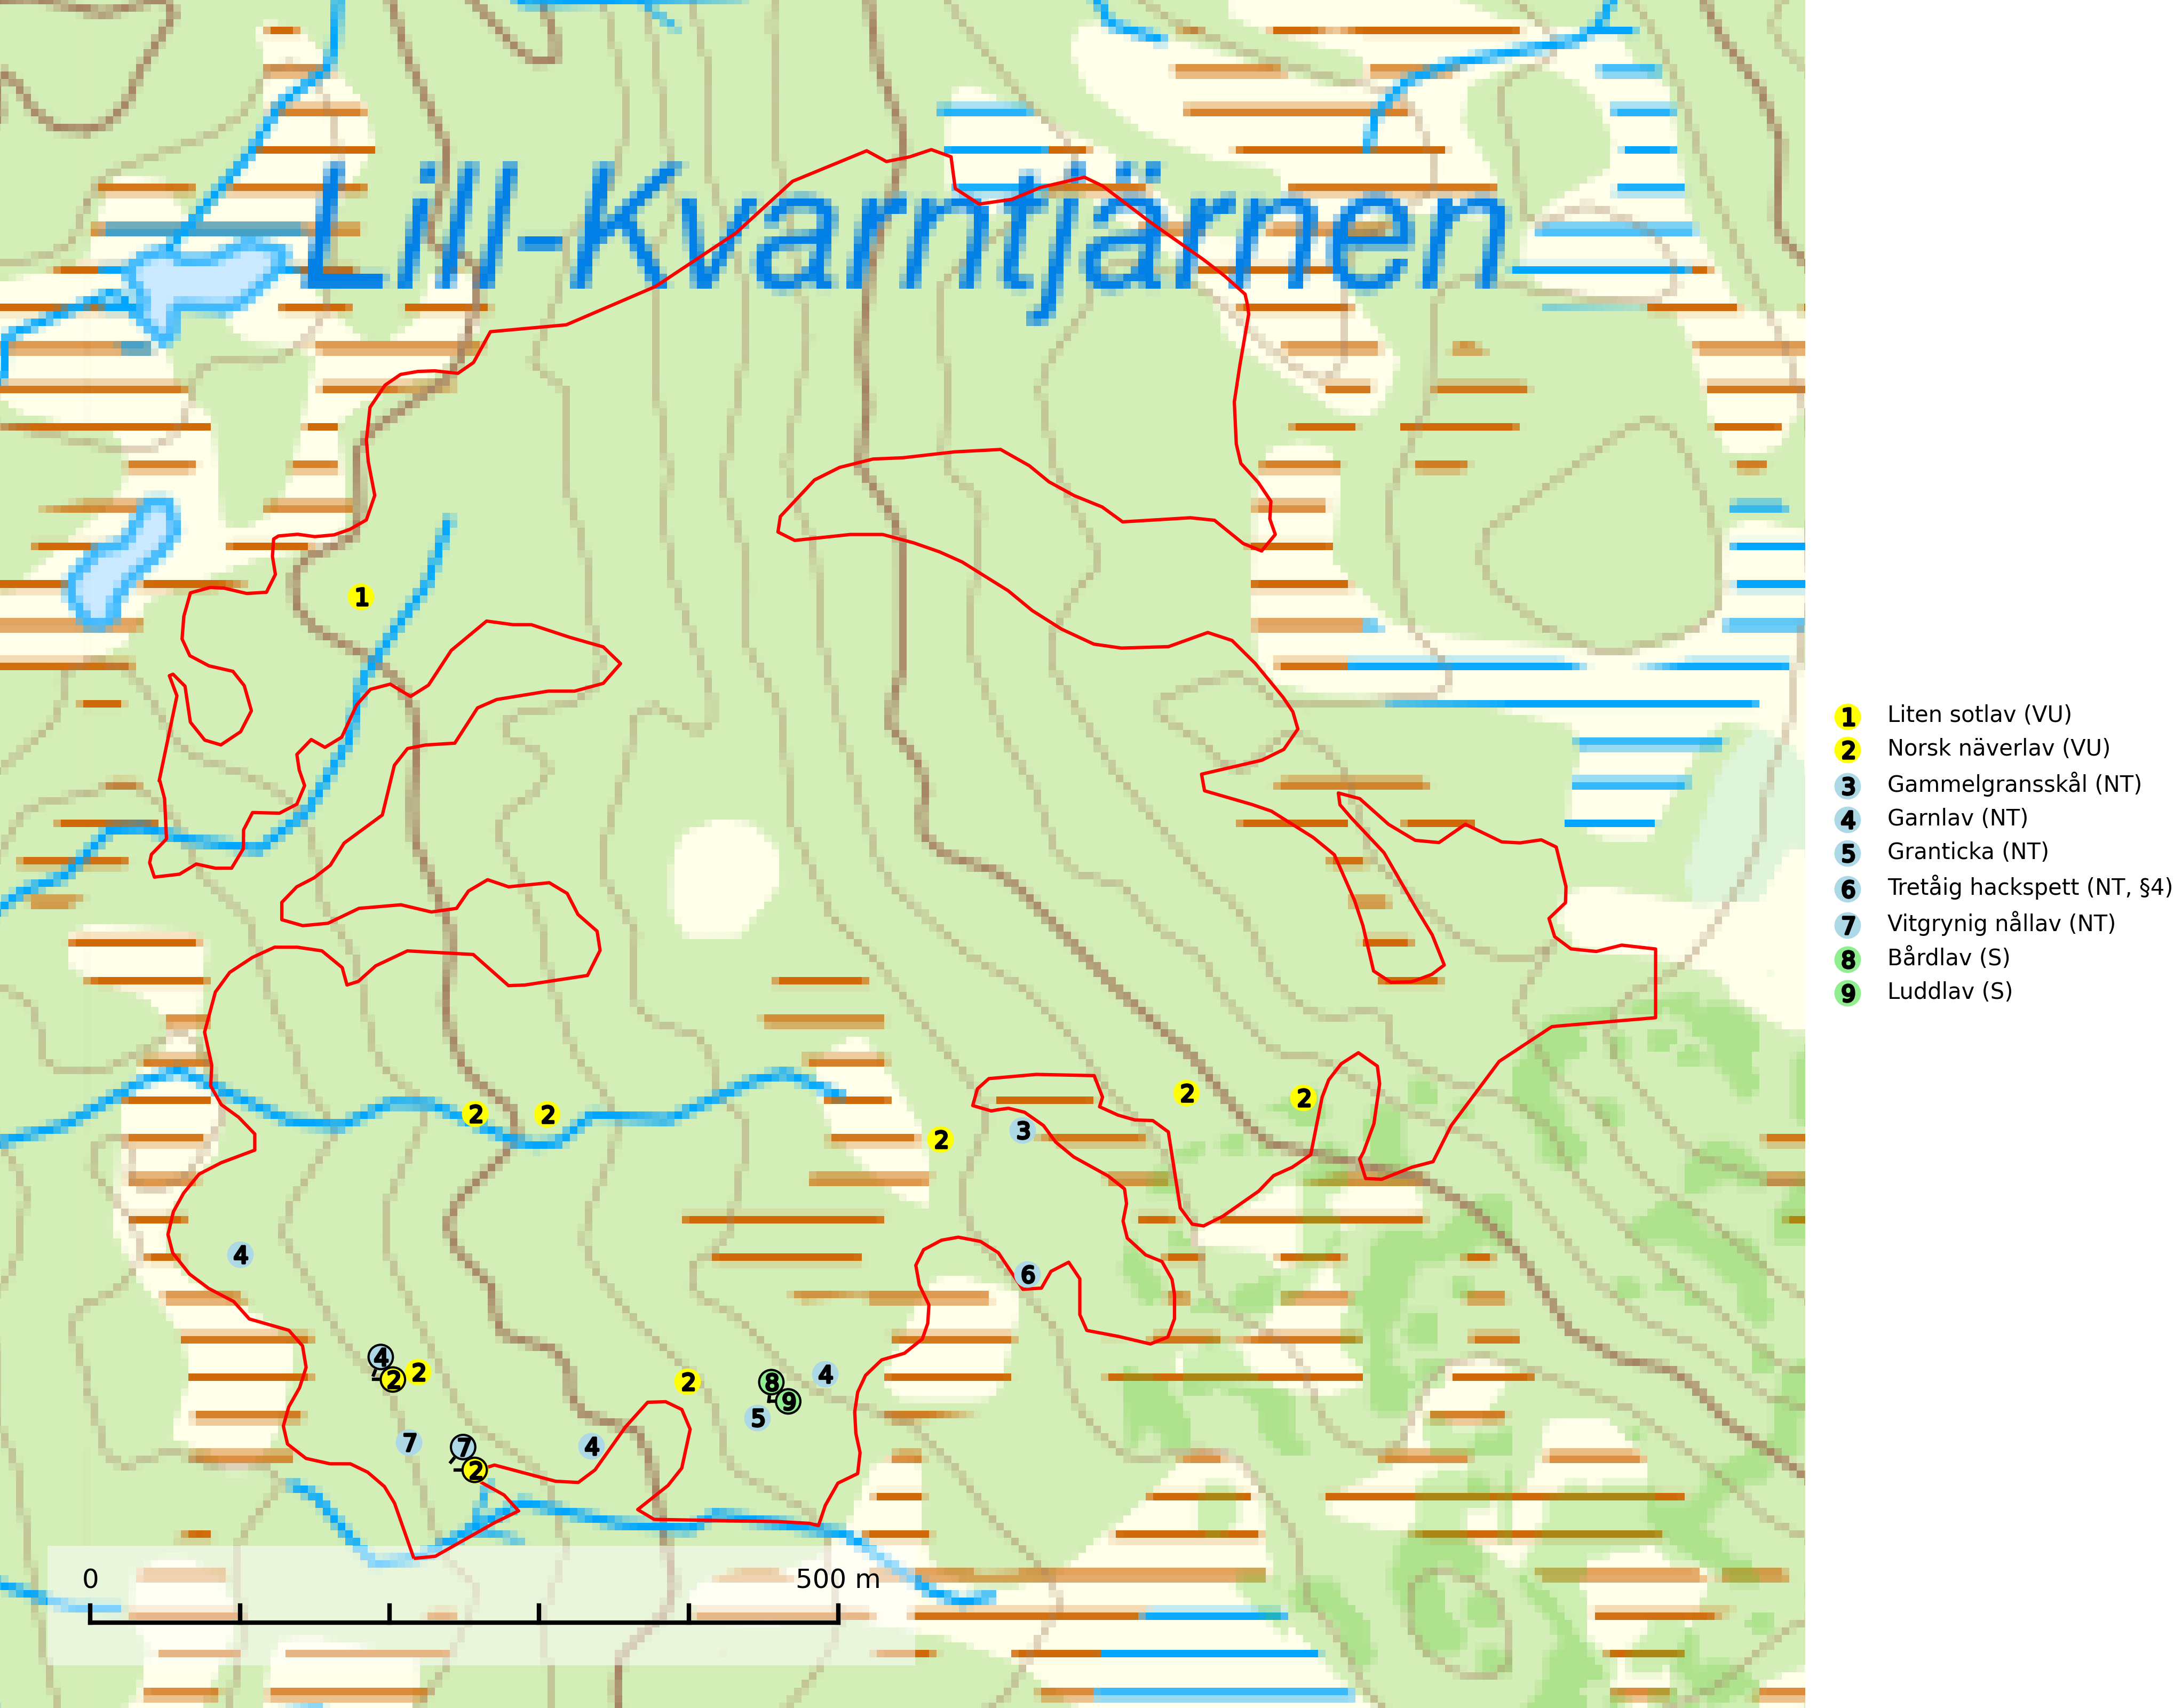 Lill-Kvarntjärnen
1
2
2
2
2
2
3
4
6
4
2
2
2
8
4
9
5
7
7
4
2
0
500 m
1 Liten sotlav (VU)
2 Norsk näverlav (VU)
3 Gammelgransskål (NT)
4 Garnlav (NT)
5 Granticka (NT)
6 Tretåig hackspett (NT, §4)
7 Vitgrynig nållav (NT)
8 Bårdlav (S)
9 Luddlav (S)